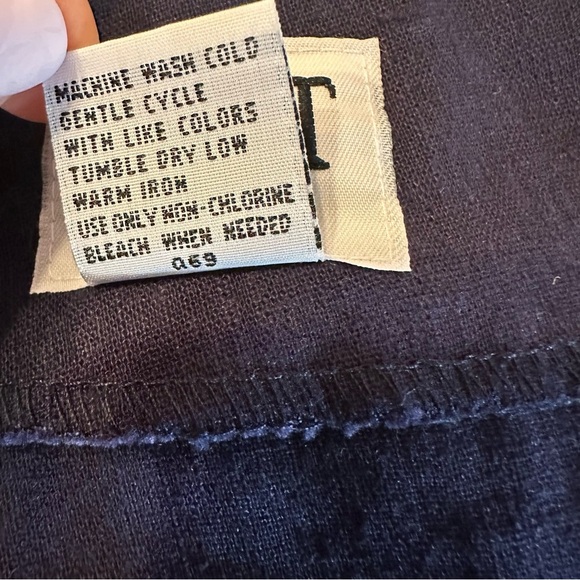 MACHINE WASH COLD
GENTLE CYCLE
WITH LIKE COLORS
TUMBLE DRY LOW
WARM IRON
USE ONLY NON-CHLORINE
BLEACH WHEN NEEDED
Q69
T